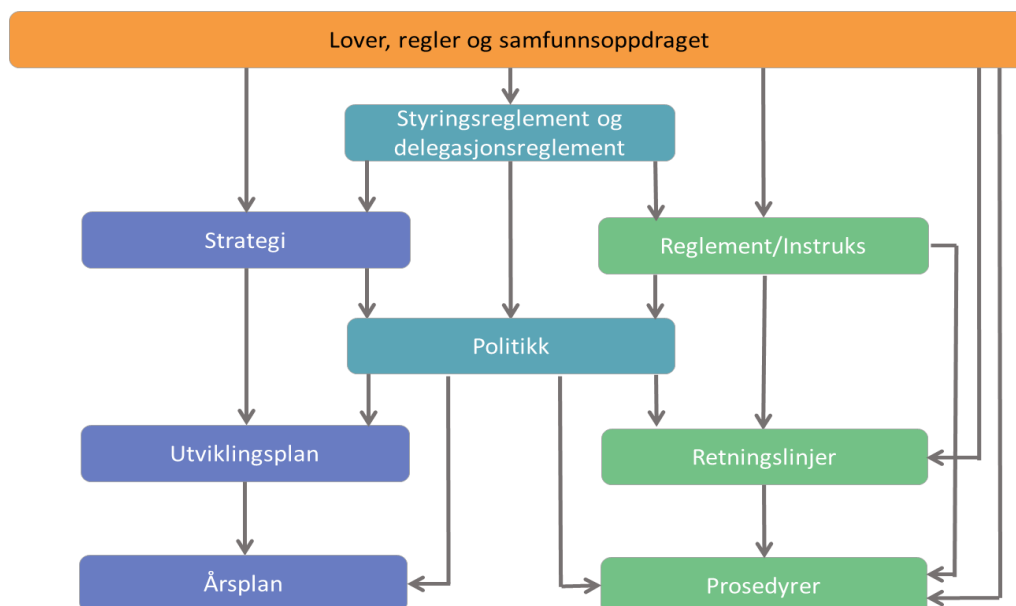 Lover, regler og samfunnsoppdraget
Styringsreglement og
delegasjonsreglement
Strategi
Reglement/Instruks
Politikk
Utviklingsplan
Retningslinjer
Årsplan
Prosedyrer